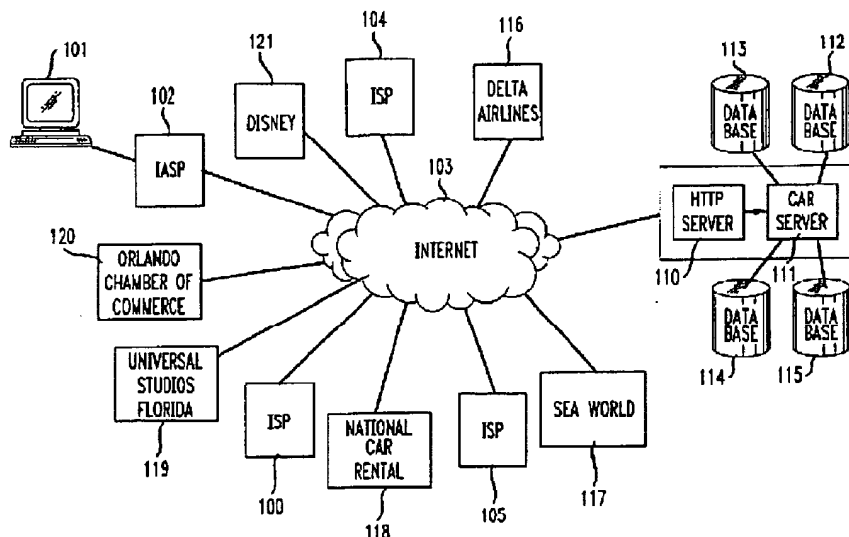 101
102
IASP
121
DISNEY
104
ISP
116
DELTA
AIRLINES
113
DATA
BASE
112
DATA
BASE
103
INTERNET
HTTP
SERVER
110
CAR
SERVER
111
120
ORLANDO
CHAMBER OF
COMMERCE
UNIVERSAL
STUDIOS
FLORIDA
119
ISP
100
NATIONAL
CAR
RENTAL
118
ISP
105
SEA WORLD
117
DATA
BASE
114
DATA
BASE
115